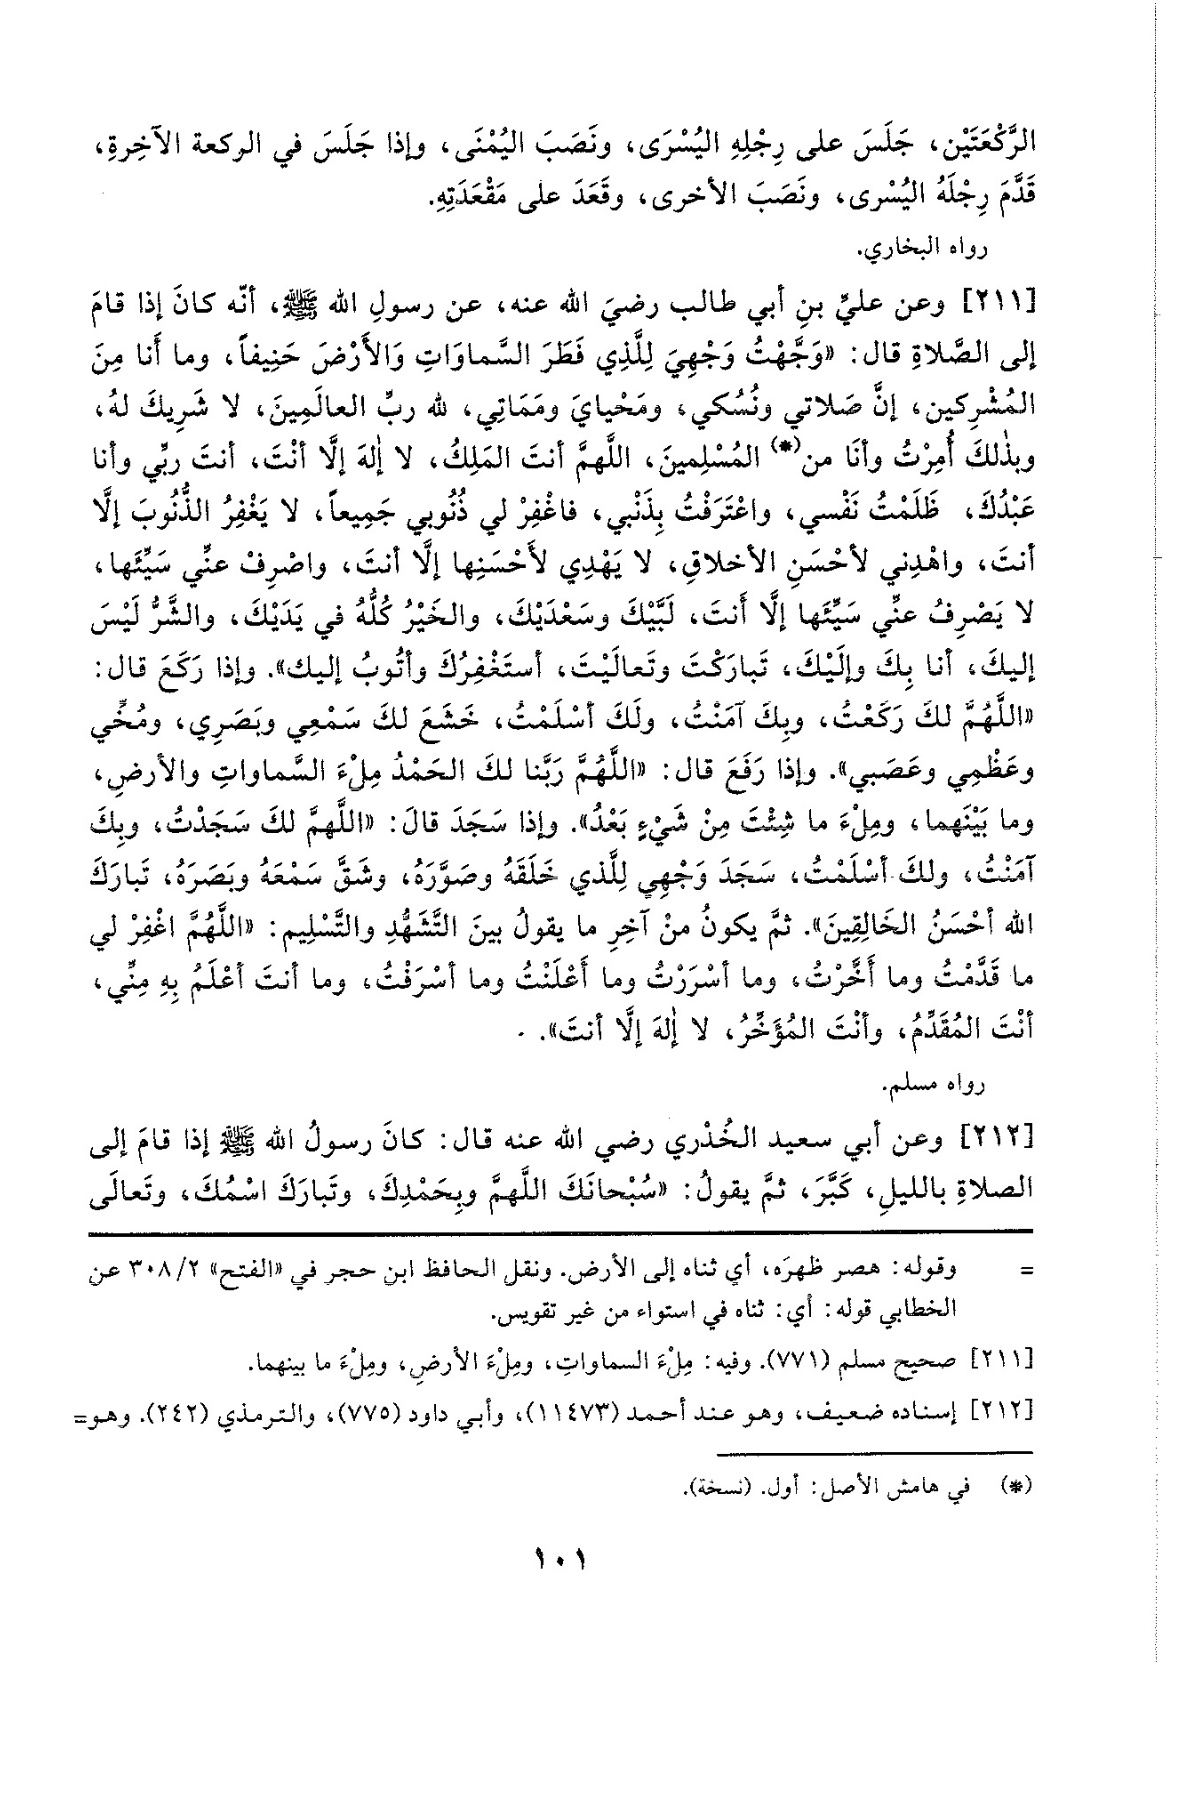 الرَّكْعَتَيْن، جَلَسَ على رِجْلِهِ اليُسْرَى، ونَصَبَ اليُمْنَى، وإذا جَلَسَ في الركعة الآخِرةِ،
قَدَّمَ رِجْلَهُ اليُسْرى، ونَصَبَ الأخرى، وقَعَدَ على مَقْعَدَتِهِ.
رواه البخاري.
[٢١١] وعن عليِّ بنِ أبي طالب رضيَ الله عنه، عن رسولِ الله ﷺ، أنّه كانَ إذا قامَ
إلى الصَّلاةِ قال: «وَجَّهْتُ وَجْهِيَ لِلَّذِي فَطَرَ السَّماوَاتِ وَالأَرْضَ حَنِيفاً، وما أَنا مِنَ
المُشْرِكين، إنَّ صَلاتي ونُسُكي، ومَحْيايَ ومَمَاتِي، لله ربِّ العالَمِينَ، لا شَرِيكَ لهُ،
وبذٰلكَ أُمِرْتُ وأنَا من(*) المُسْلِمينَ، اللَّهمَّ أنتَ المَلِكُ، لا إلٰهَ إلَّا أنْتَ، أنتَ ربِّي وأنا
عَبْدُكَ، ظَلَمْتُ نَفْسي، واعْتَرَفْتُ بِذَنْبي، فاغْفِرْ لي ذُنُوبي جَمِيعاً، لا يَغْفِرُ الذُّنُوبَ إلَّا
أنتَ، واهْدِني لأحْسَنِ الأخلاقِ، لا يَهْدِي لأَحْسَنِها إلَّا أنتَ، واصْرِفْ عنِّي سَيِّئَها،
لا يَصْرِفُ عنِّي سَيِّئَها إلَّا أَنتَ، لَبَّيْكَ وسَعْدَيْكَ، والخَيْرُ كُلُّهُ في يَدَيْكَ، والشَّرُّ لَيْسَ
إليكَ، أنا بِكَ وإلَيْكَ، تَبارَكْتَ وتَعالَيْتَ، أستَغْفِرُكَ وأتُوبُ إليك». وإذا رَكَعَ قال:
«اللَّهُمَّ لكَ رَكَعْتُ، وبِكَ آمَنْتُ، ولَكَ أسْلَمْتُ، خَشَعَ لكَ سَمْعِي وبَصَرِي، ومُخِّي
وعَظْمِي وعَصَبي». وإذا رَفَعَ قال: «اللَّهُمَّ رَبَّنا لكَ الحَمْدُ مِلْءَ السَّماواتِ والأرضِ،
وما بَيْنَهما، ومِلْءَ ما شِئْتَ مِنْ شَيْءٍ بَعْدُ». وإذا سَجَدَ قالَ: «اللَّهمَّ لكَ سَجَدْتُ، وبِكَ
آمَنْتُ، ولكَ أسْلَمْتُ، سَجَدَ وَجْهِي لِلَّذي خَلَقَهُ وصَوَّرَهُ، وشَقَّ سَمْعَهُ وبَصَرَهُ، تَبارَكَ
الله أحْسَنُ الخَالِقِينَ». ثمَّ يكونُ منْ آخِرِ ما يقولُ بينَ التَّشَهُّدِ والتَّسْلِيم: «اللَّهُمَّ اغْفِرْ لي
ما قَدَّمْتُ وما أَخَّرْتُ، وما أسْرَرْتُ وما أَعْلَنْتُ وما أسْرَفْتُ، وما أنتَ أعْلَمُ بِهِ مِنِّي،
أنْتَ المُقَدِّمُ، وأنْتَ المُؤَخِّرُ، لا إلٰهَ إلَّا أنتَ».
رواه مسلم.
[٢١٢] وعن أبي سعيد الخُدْري رضي الله عنه قال: كانَ رسولُ الله ﷺ إذا قامَ إلى
الصلاةِ بالليلِ، كَبَّرَ، ثمَّ يقولُ: «سُبْحانَكَ اللَّهمَّ وبِحَمْدِكَ، وتَبارَكَ اسْمُكَ، وتَعالَى
= وقوله: هصر ظهرَه، أي ثناه إلى الأرض. ونقل الحافظ ابن حجر في «الفتح» ٣٠٨/٢ عن
الخطابي قوله: أي: ثناه في استواء من غير تقويس.
[٢١١] صحيح مسلم (٧٧١). وفيه: مِلْءَ السماواتِ، ومِلْءَ الأرضِ، ومِلْءَ ما بينهما.
[٢١٢] إسناده ضعيف، وهو عند أحمد (١١٤٧٣)، وأبي داود (٧٧٥)، والترمذي (٢٤٢). وهو=
(*) في هامش الأصل: أول. (نسخة).
١٠١